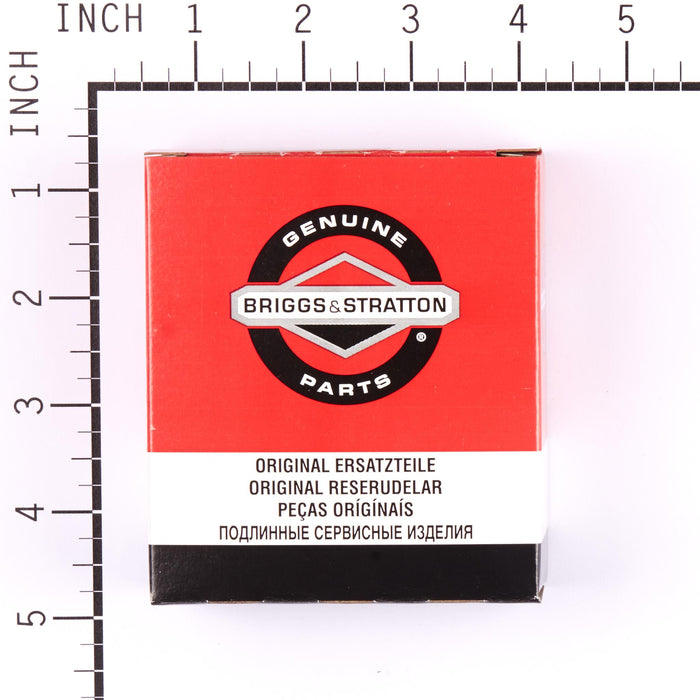 INCH 1 2 3 4 5
INCH
1
2
3
4
5
GENUINE
BRIGGS & STRATTON
®
PARTS
ORIGINAL ERSATZTEILE
ORIGINAL RESERUDELAR
PEÇAS ORÍGÍNAÍS
ПОДЛИННЫЕ СЕРВИСНЫЕ ИЗДЕЛИЯ